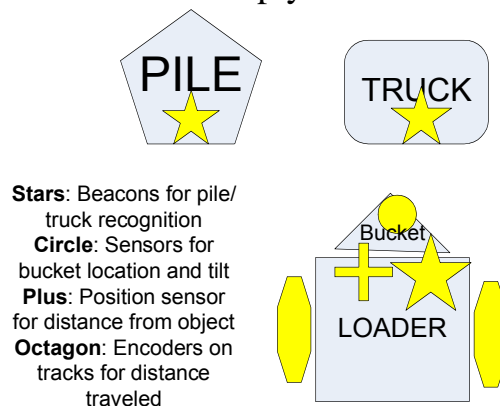 PILE
TRUCK
Stars: Beacons for pile/
truck recognition
Circle: Sensors for
bucket location and tilt
Plus: Position sensor
for distance from object
Octagon: Encoders on
tracks for distance
traveled
Bucket
LOADER